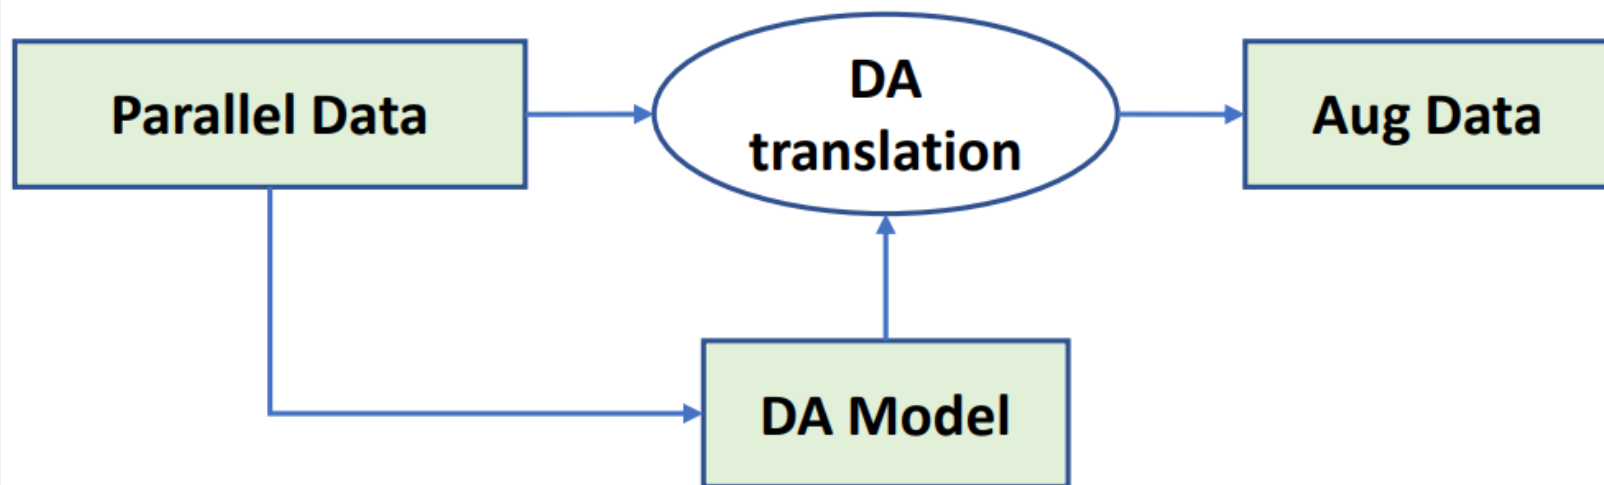 Parallel Data
DA
translation
Aug Data
DA Model